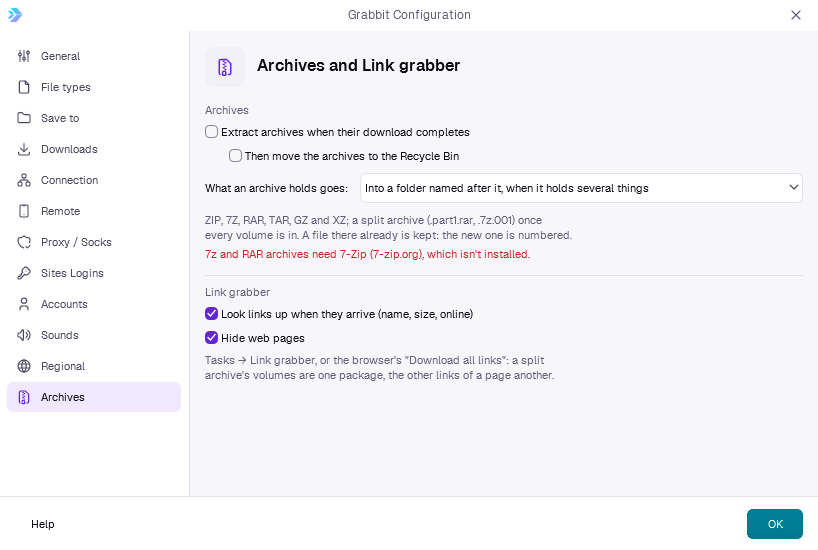 Grabbit Configuration
General
File types
Save to
Downloads
Connection
Remote
Proxy / Socks
Sites Logins
Accounts
Sounds
Regional
Archives
Archives and Link grabber
Archives
Extract archives when their download completes
Then move the archives to the Recycle Bin
What an archive holds goes: Into a folder named after it, when it holds several things
ZIP, 7Z, RAR, TAR, GZ and XZ; a split archive (.part1.rar, .7z.001) once
every volume is in. A file there already is kept: the new one is numbered.
7z and RAR archives need 7-Zip (7-zip.org), which isn't installed.
Link grabber
Look links up when they arrive (name, size, online)
Hide web pages
Tasks → Link grabber, or the browser's "Download all links": a split
archive's volumes are one package, the other links of a page another.
Help
OK